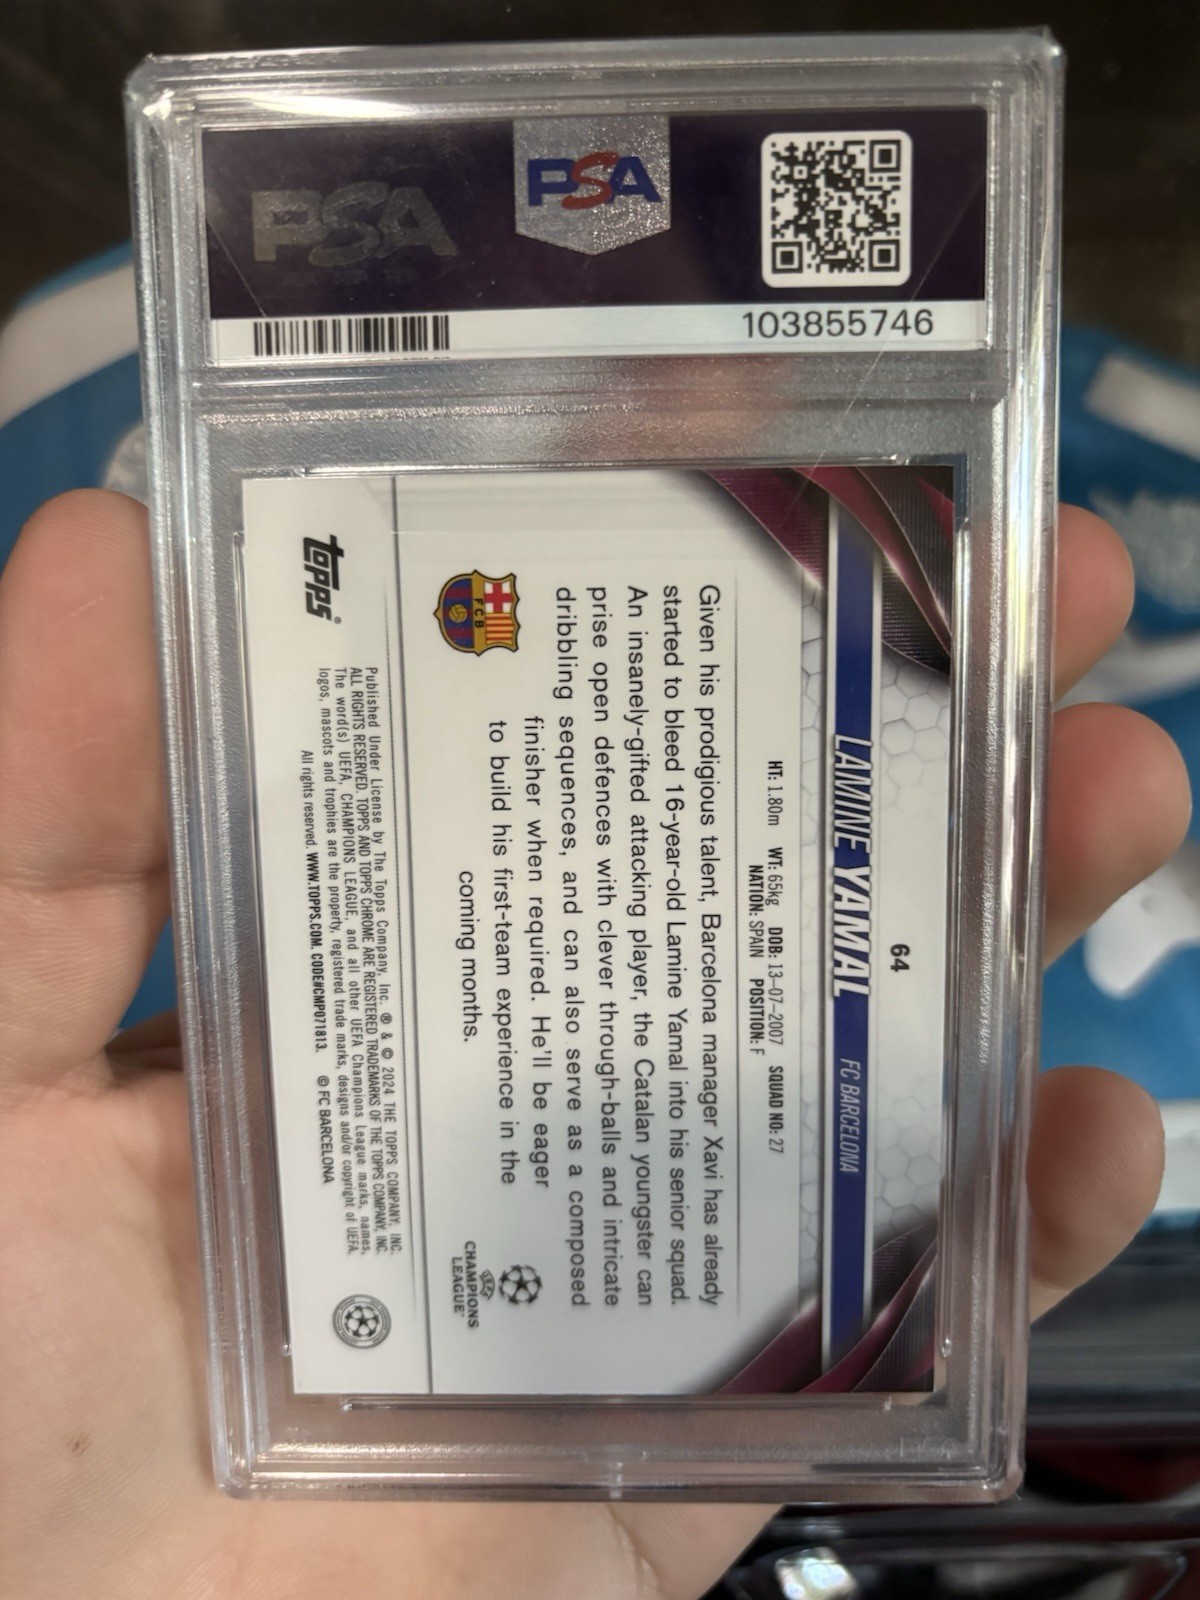 PSA
PSA
103855746
64
LAMINE YAMAL FC BARCELONA
HT: 1.80m WT: 65kg DOB: 13-07-2007 SQUAD NO: 27
NATION: SPAIN POSITION: F
Given his prodigious talent, Barcelona manager Xavi has already
started to bleed 16-year-old Lamine Yamal into his senior squad.
An insanely-gifted attacking player, the Catalan youngster can
prise open defences with clever through-balls and intricate
dribbling sequences, and can also serve as a composed
finisher when required. He'll be eager
to build his first-team experience in the
coming months.
FCB
UEFA
CHAMPIONS
LEAGUE
topps®
Published Under License by The Topps Company, Inc. ® & © 2024 THE TOPPS COMPANY, INC.
ALL RIGHTS RESERVED. TOPPS AND TOPPS CHROME ARE REGISTERED TRADEMARKS OF THE TOPPS COMPANY, INC.
The word(s) UEFA, CHAMPIONS LEAGUE, and all other UEFA Champions League marks, names,
logos, mascots and trophies are the property, registered trade marks, designs and/or copyright of UEFA.
All rights reserved. WWW.TOPPS.COM. CODE#CMP071813. © FC BARCELONA